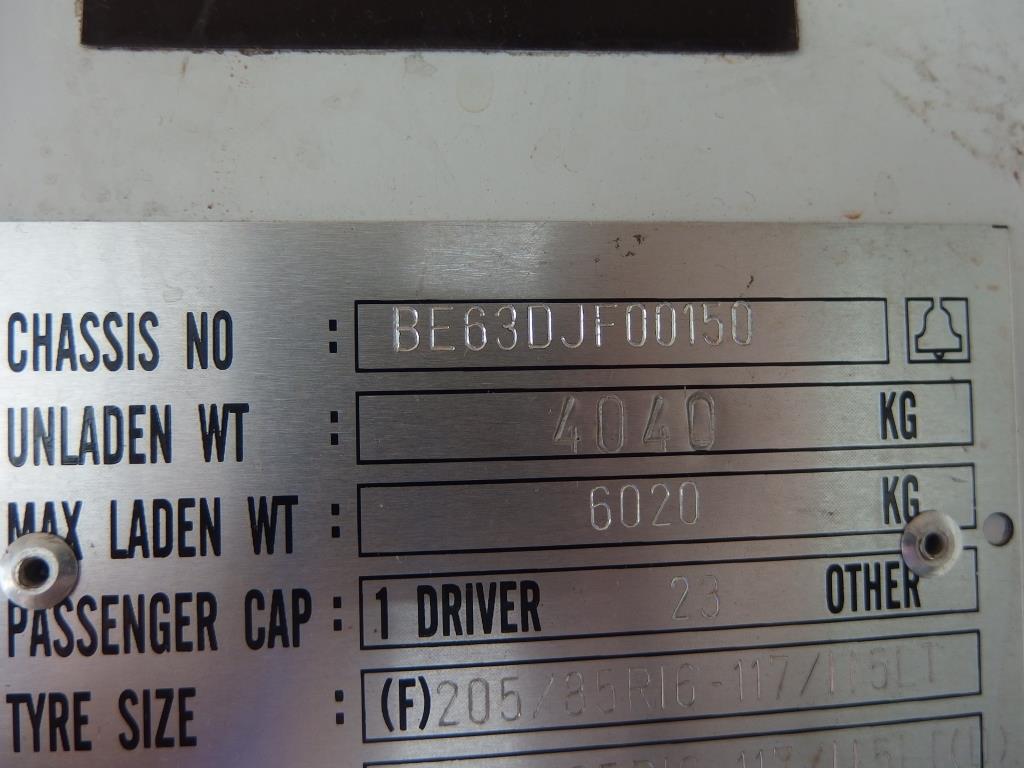 CHASSIS NO : BE63DJF00150
UNLADEN WT : 4040 KG
MAX LADEN WT : 6020 KG
PASSENGER CAP : 1 DRIVER 23 OTHER
TYRE SIZE : (F) 205/85R16-117/115LT